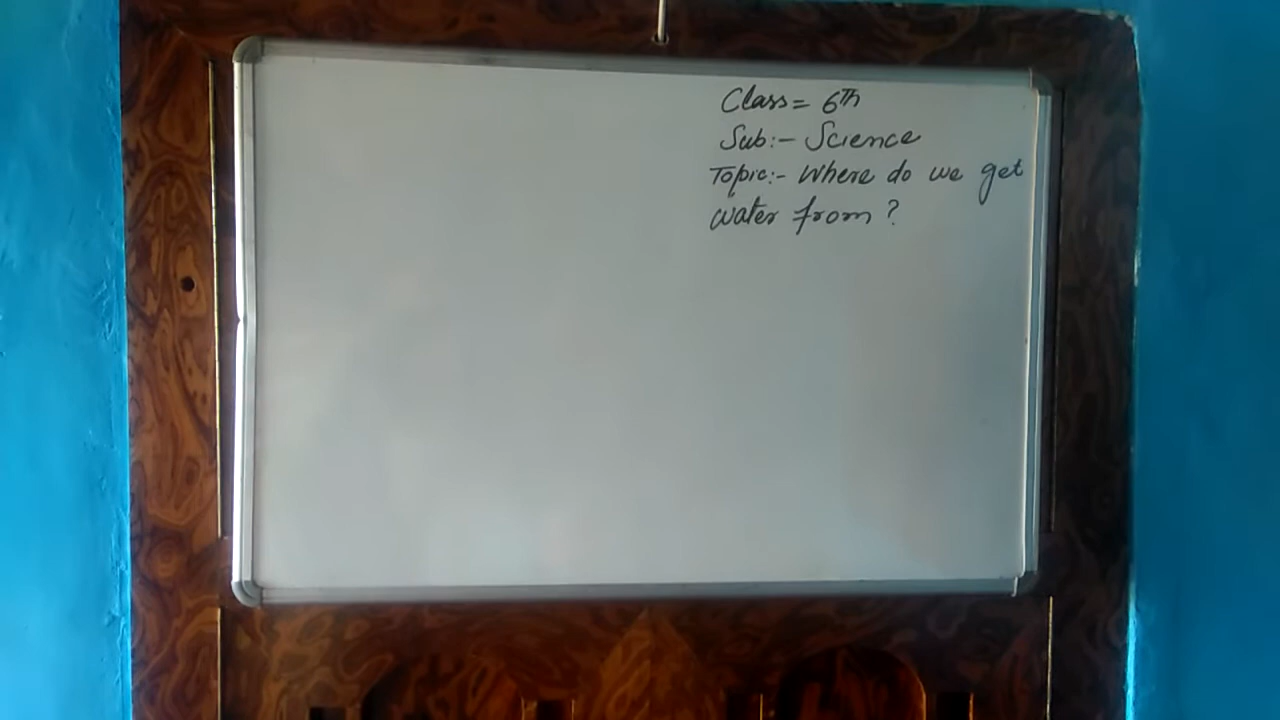 Class= 6Th
Sub:- Science
Topic:- Where do we get
water from ?